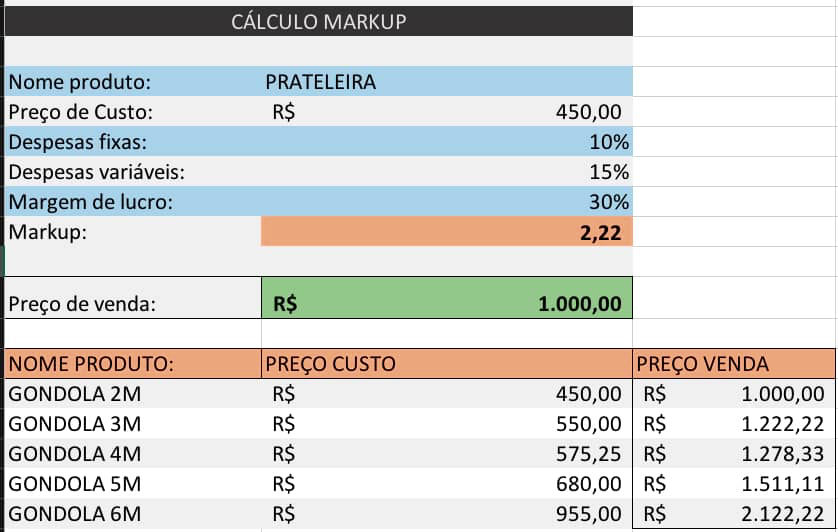 CÁLCULO MARKUP
Nome produto: PRATELEIRA
Preço de Custo: R$ 450,00
Despesas fixas: 10%
Despesas variáveis: 15%
Margem de lucro: 30%
Markup: 2,22
Preço de venda: R$ 1.000,00
NOME PRODUTO: PREÇO CUSTO PREÇO VENDA
GONDOLA 2M R$ 450,00 R$ 1.000,00
GONDOLA 3M R$ 550,00 R$ 1.222,22
GONDOLA 4M R$ 575,25 R$ 1.278,33
GONDOLA 5M R$ 680,00 R$ 1.511,11
GONDOLA 6M R$ 955,00 R$ 2.122,22